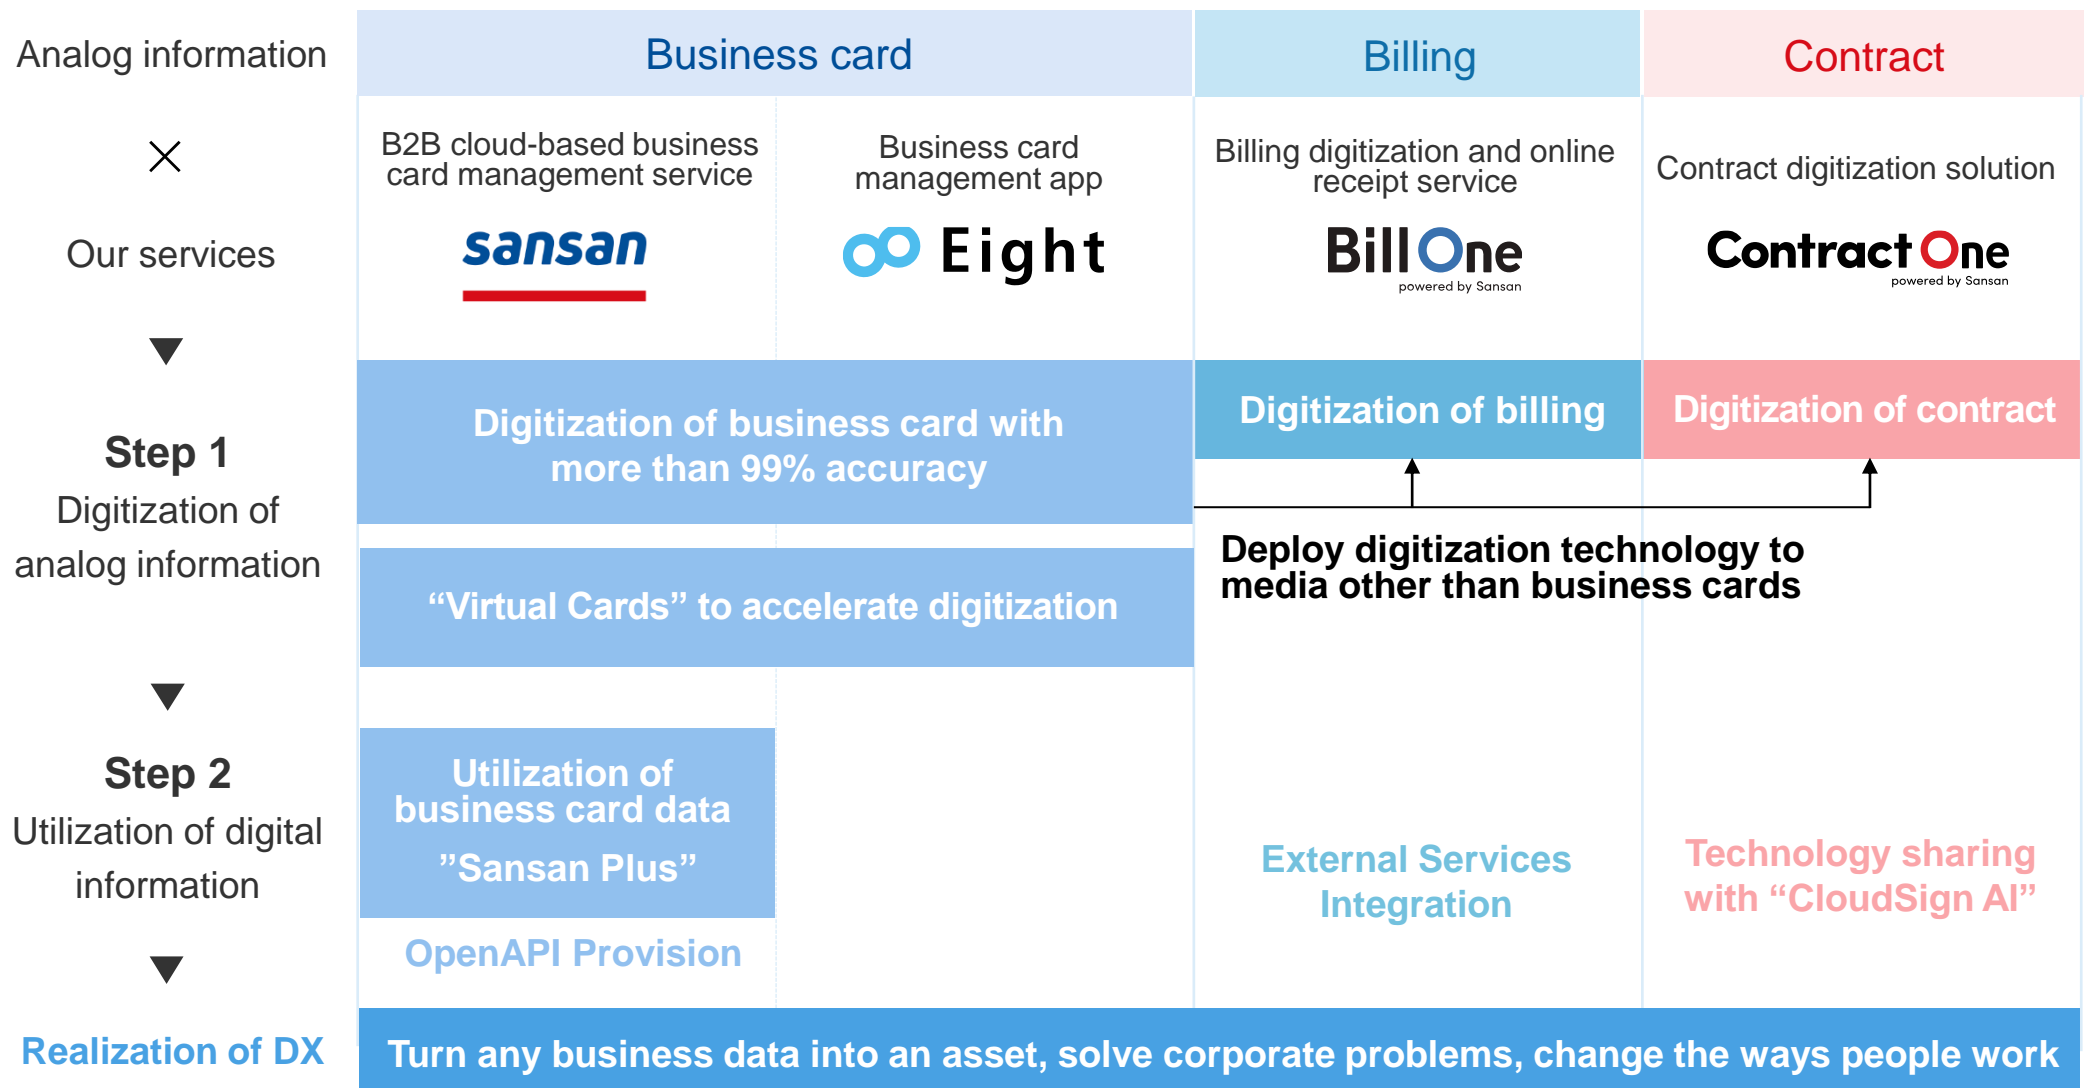 Analog information
Business card
Billing
Contract
×
Our services
B2B cloud-based business
card management service
sansan
Business card
management app
Eight
Billing digitization and online
receipt service
Bill One
powered by Sansan
Contract digitization solution
Contract One
powered by Sansan
Step 1
Digitization of
analog information
Digitization of business card with
more than 99% accuracy
Digitization of billing
Digitization of contract
Deploy digitization technology to
media other than business cards
“Virtual Cards” to accelerate digitization
Step 2
Utilization of digital
information
Utilization of
business card data
”Sansan Plus”
OpenAPI Provision
External Services
Integration
Technology sharing
with “CloudSign AI”
Realization of DX
Turn any business data into an asset, solve corporate problems, change the ways people work